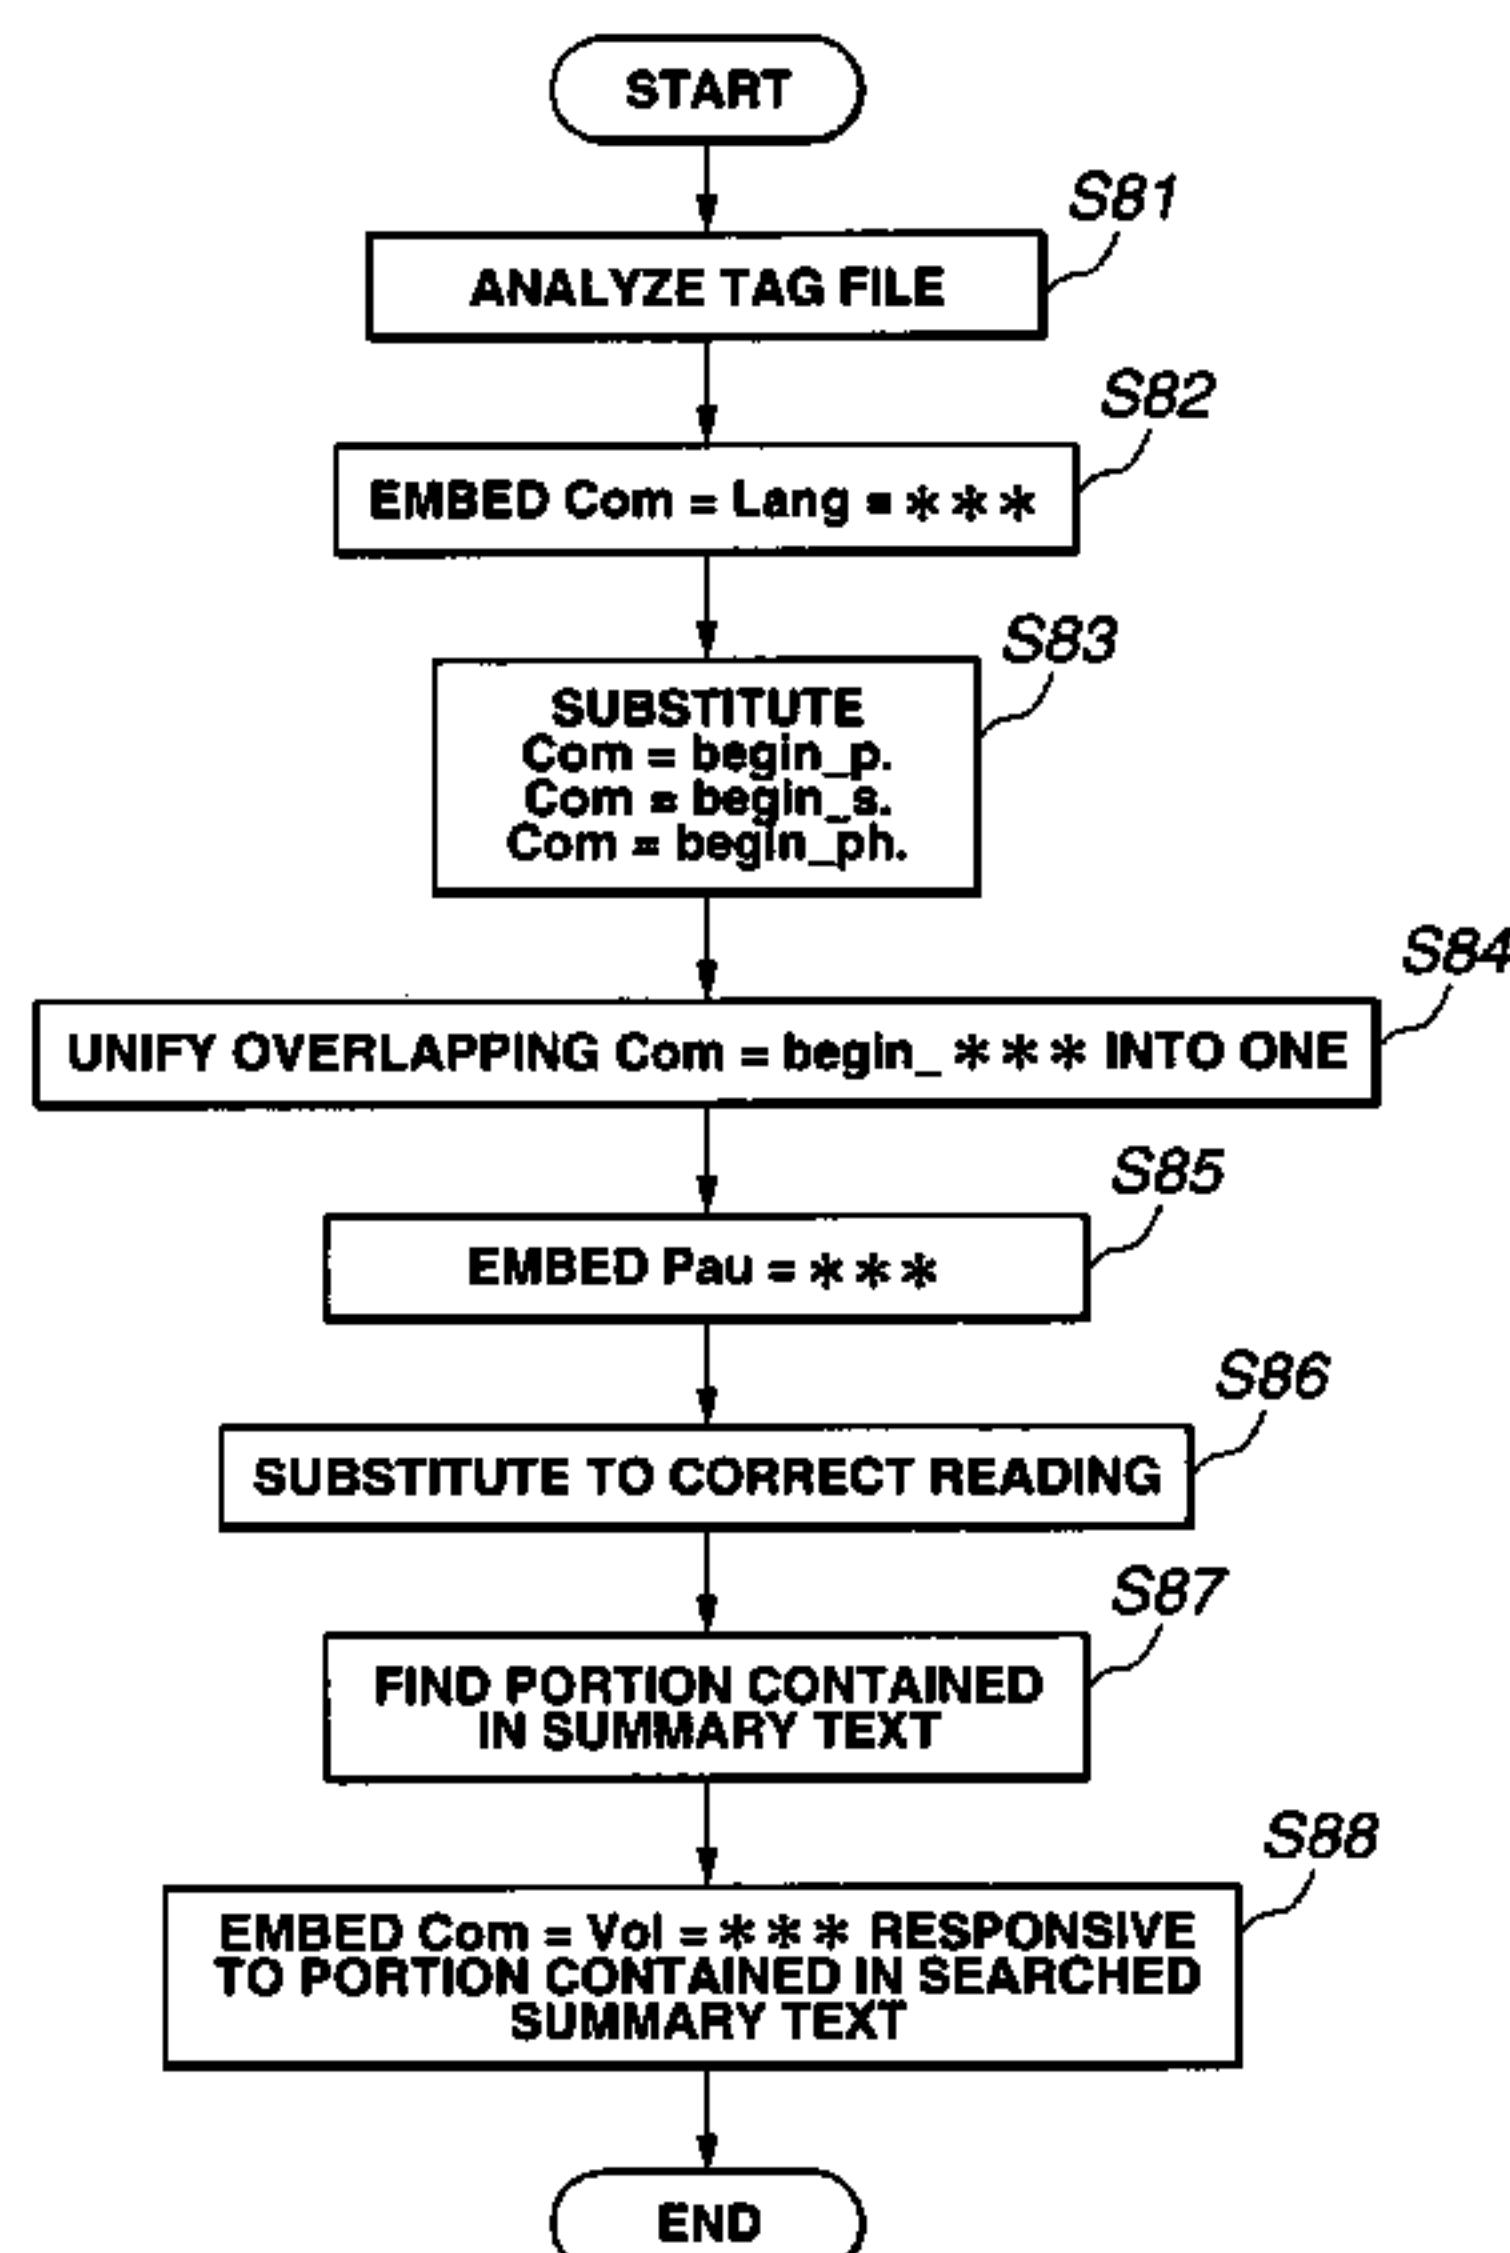 START
S81
ANALYZE TAG FILE
S82
EMBED Com = Lang = ***
S83
SUBSTITUTE
Com = begin_p.
Com = begin_s.
Com = begin_ph.
S84
UNIFY OVERLAPPING Com = begin_ *** INTO ONE
S85
EMBED Pau = ***
S86
SUBSTITUTE TO CORRECT READING
S87
FIND PORTION CONTAINED
IN SUMMARY TEXT
S88
EMBED Com = Vol = *** RESPONSIVE
TO PORTION CONTAINED IN SEARCHED
SUMMARY TEXT
END